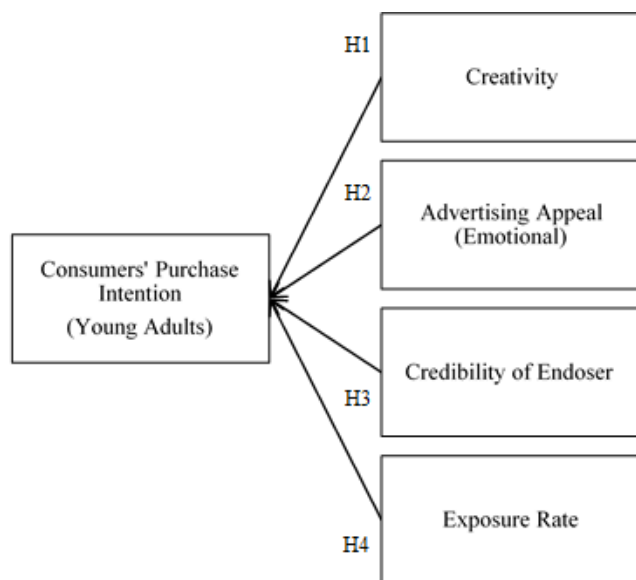 H1
Creativity
H2
Advertising Appeal
(Emotional)
Consumers' Purchase
Intention
(Young Adults)
Credibility of Endoser
H3
Exposure Rate
H4